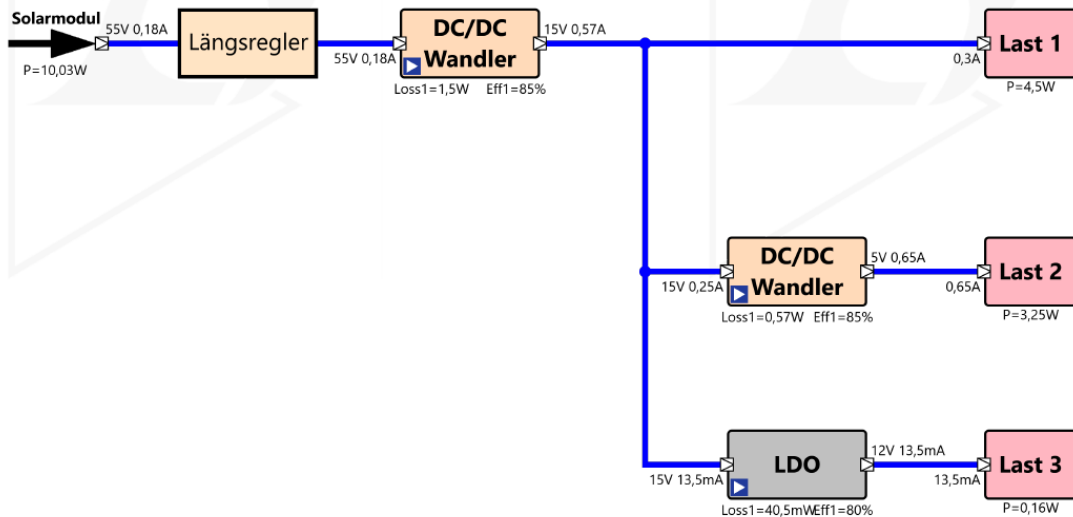 Solarmodul
P=10,03W
55V 0,18A
Längsregler
55V 0,18A
DC/DC
Wandler
Loss1=1,5W Eff1=85%
15V 0,57A
0,3A
Last 1
P=4,5W
15V 0,25A
DC/DC
Wandler
Loss1=0,57W Eff1=85%
5V 0,65A
0,65A
Last 2
P=3,25W
15V 13,5mA
LDO
Loss1=40,5mW Eff1=80%
12V 13,5mA
13,5mA
Last 3
P=0,16W